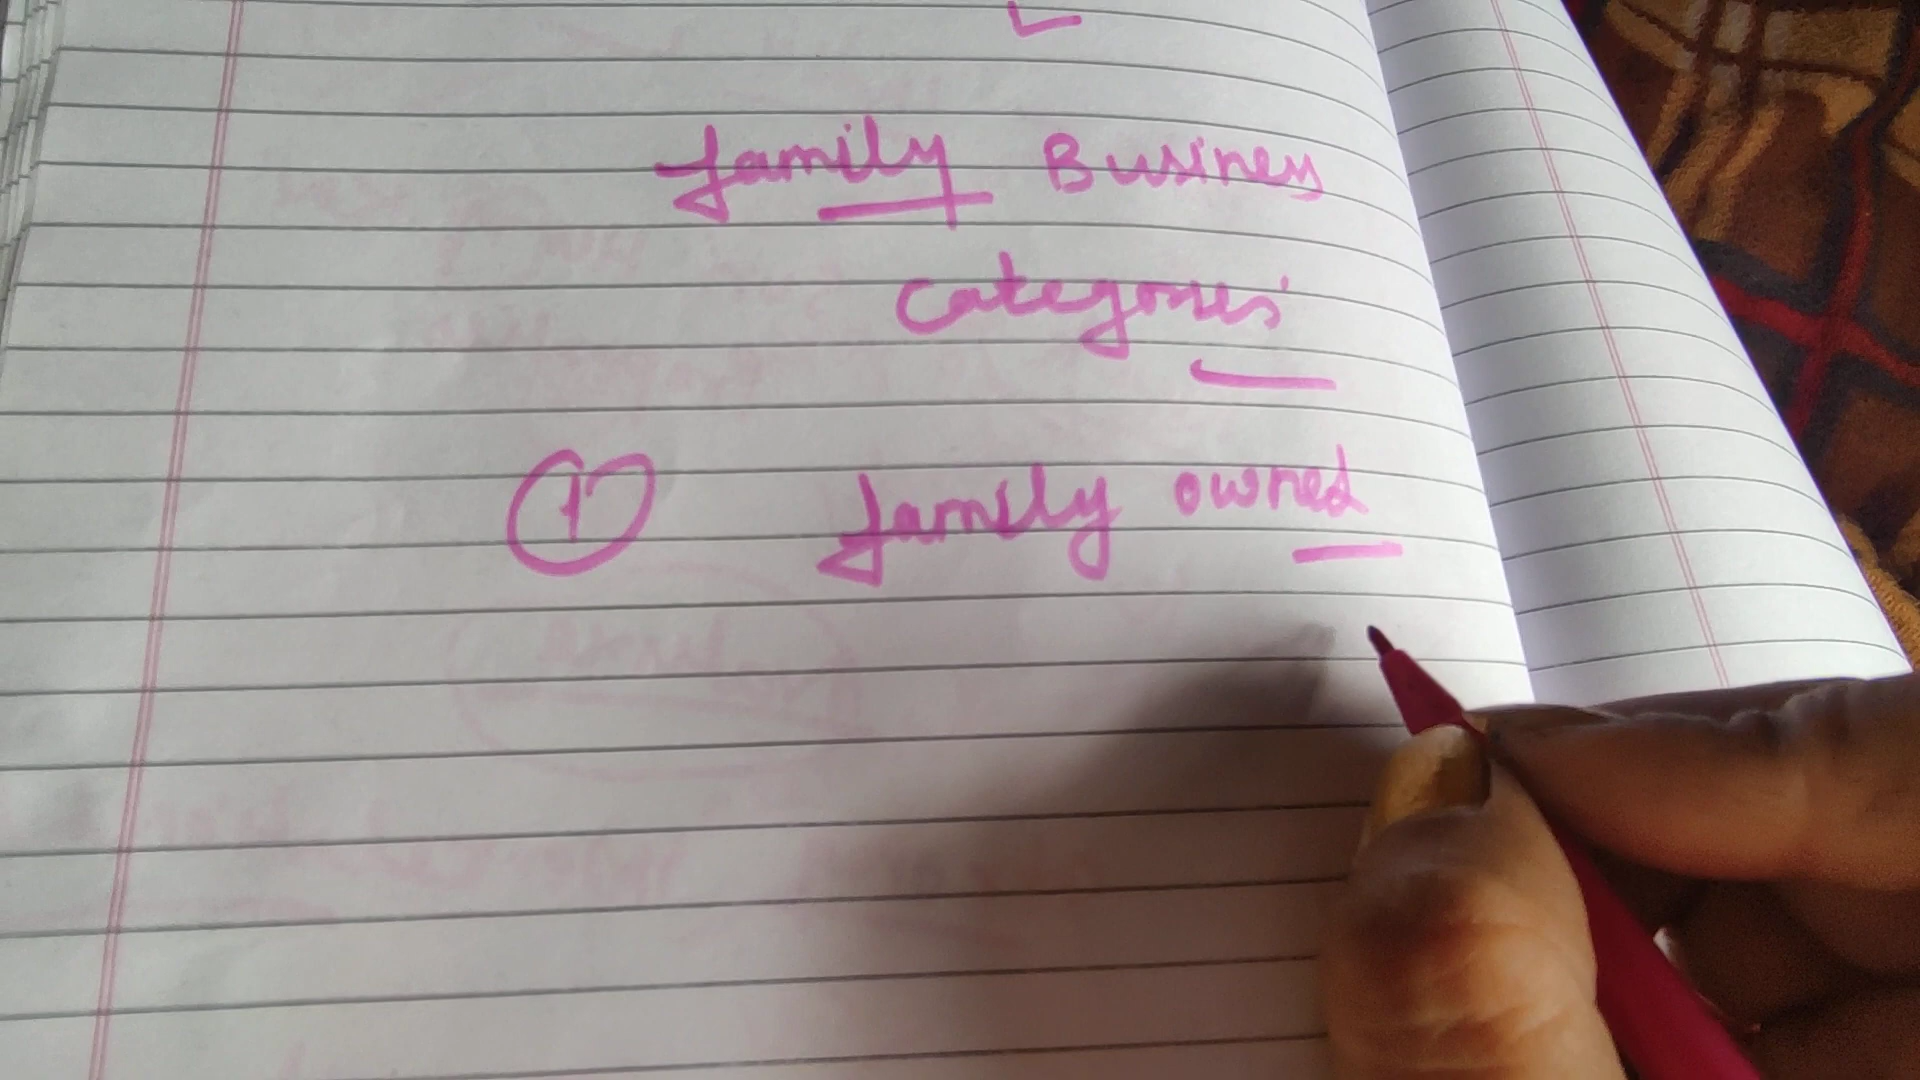 family Business
categories
① family owned